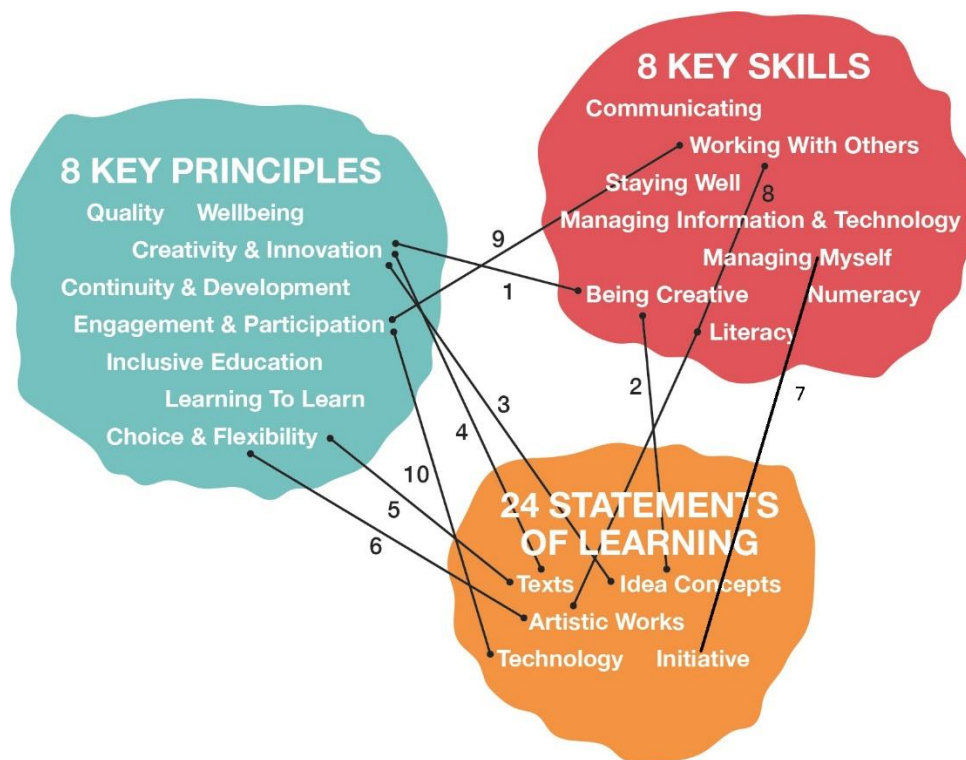 8 KEY PRINCIPLES
Quality Wellbeing
Creativity & Innovation
Continuity & Development
Engagement & Participation
Inclusive Education
Learning To Learn
Choice & Flexibility
8 KEY SKILLS
Communicating
Working With Others
Staying Well
Managing Information & Technology
Managing Myself
Being Creative
Numeracy
Literacy
9
8
1
2
3
7
4
10
5
6
24 STATEMENTS
OF LEARNING
Texts
Idea Concepts
Artistic Works
Technology
Initiative